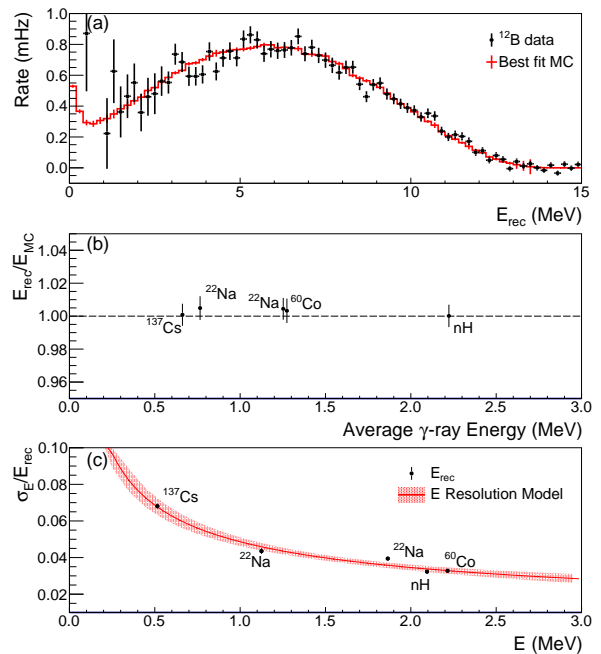 (a)
¹²B data
Best fit MC
Rate (mHz)
1.0
0.8
0.6
0.4
0.2
0.0
0 5 10 15
E_rec (MeV)
(b)
E_rec/E_MC
1.04
1.02
1.00
0.98
0.96
¹³⁷Cs
²²Na
²²Na
⁶⁰Co
nH
0.0 0.5 1.0 1.5 2.0 2.5 3.0
Average γ-ray Energy (MeV)
(c)
E_rec
E Resolution Model
σ_E/E_rec
0.10
0.08
0.06
0.04
0.02
0.00
¹³⁷Cs
²²Na
²²Na
nH
⁶⁰Co
0.0 0.5 1.0 1.5 2.0 2.5 3.0
E (MeV)